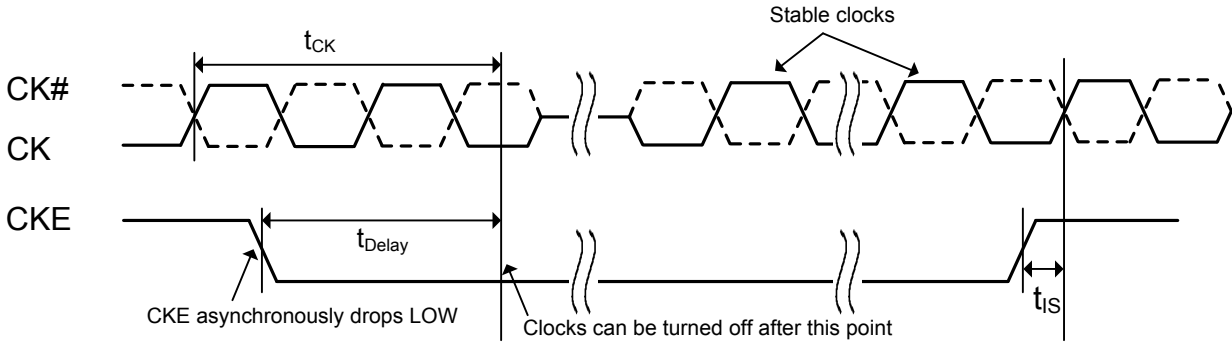 Stable clocks
tCK
CK#
CK
CKE
tDelay
tIS
CKE asynchronously drops LOW
Clocks can be turned off after this point